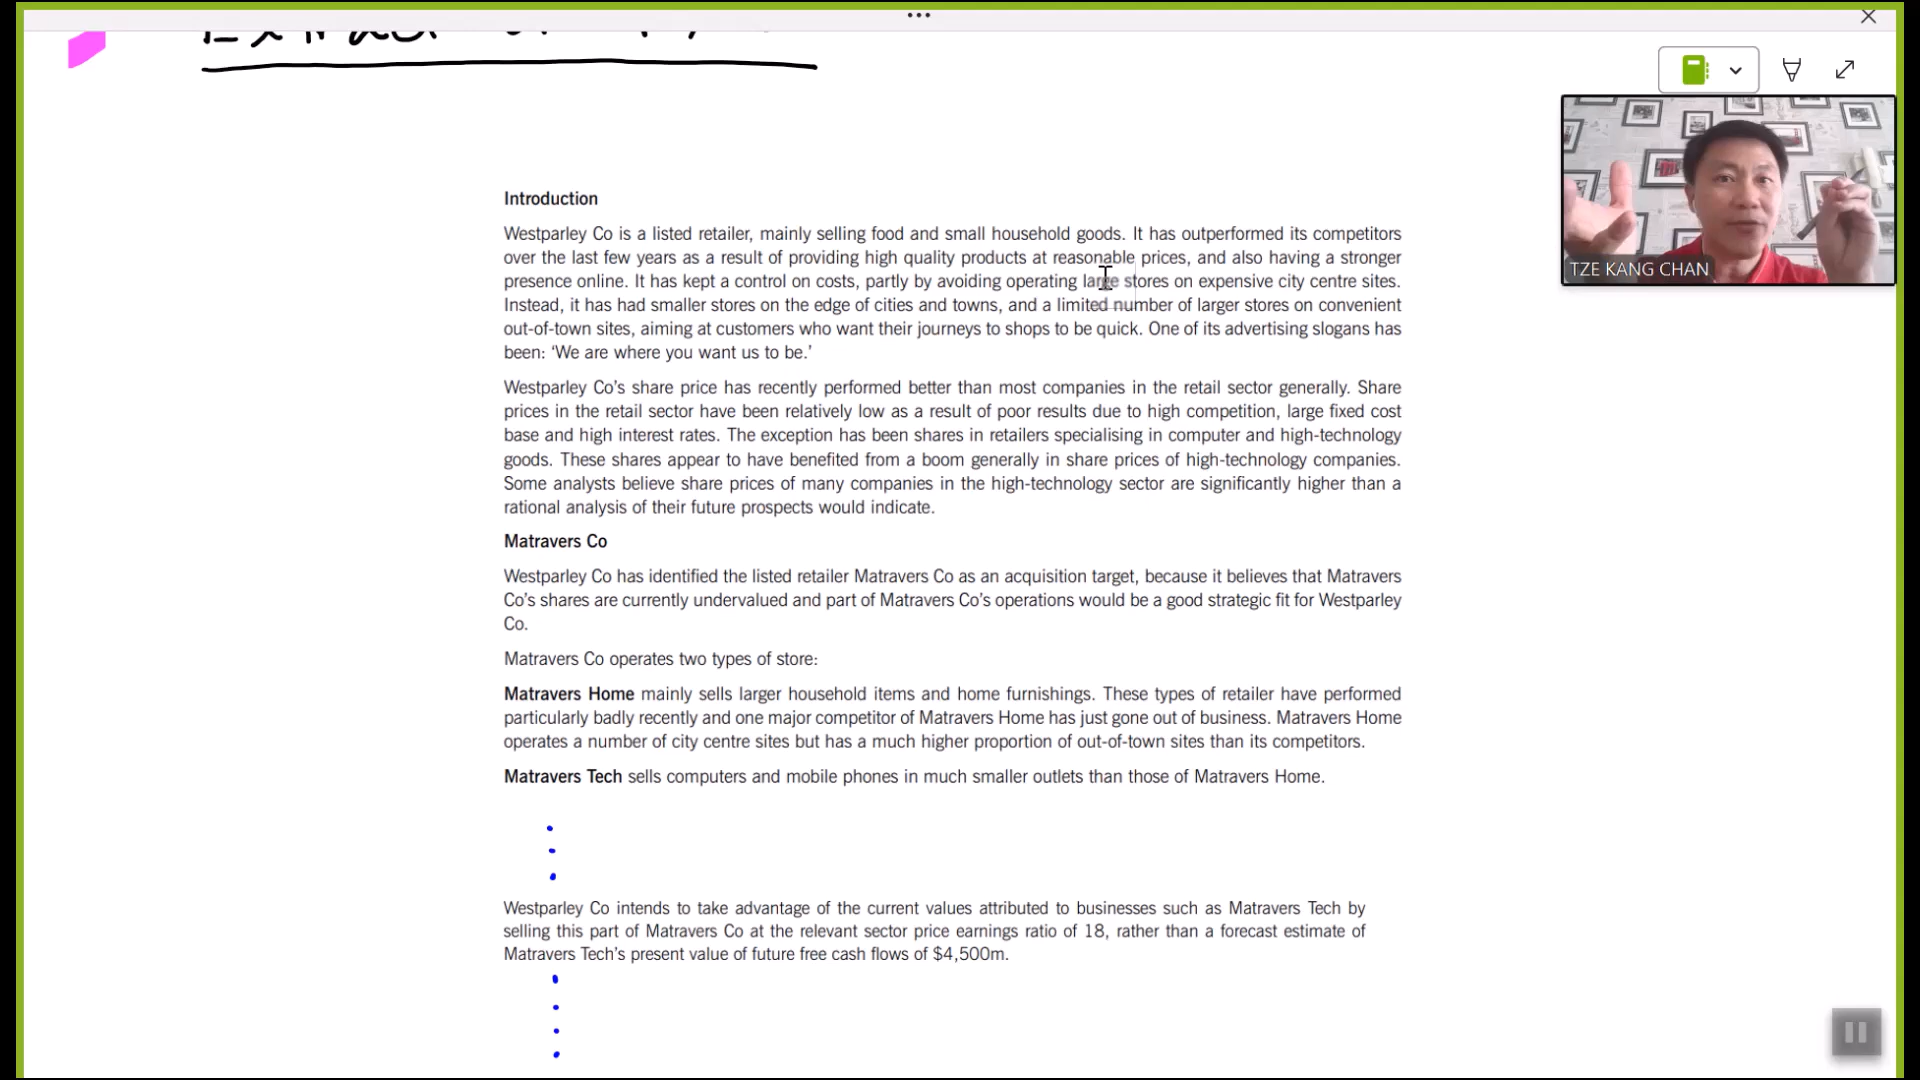 TZE KANG CHAN
Introduction
Westparley Co is a listed retailer, mainly selling food and small household goods. It has outperformed its competitors
over the last few years as a result of providing high quality products at reasonable prices, and also having a stronger
presence online. It has kept a control on costs, partly by avoiding operating large stores on expensive city centre sites.
Instead, it has had smaller stores on the edge of cities and towns, and a limited number of larger stores on convenient
out-of-town sites, aiming at customers who want their journeys to shops to be quick. One of its advertising slogans has
been: ‘We are where you want us to be.’
Westparley Co’s share price has recently performed better than most companies in the retail sector generally. Share
prices in the retail sector have been relatively low as a result of poor results due to high competition, large fixed cost
base and high interest rates. The exception has been shares in retailers specialising in computer and high-technology
goods. These shares appear to have benefited from a boom generally in share prices of high-technology companies.
Some analysts believe share prices of many companies in the high-technology sector are significantly higher than a
rational analysis of their future prospects would indicate.
Matravers Co
Westparley Co has identified the listed retailer Matravers Co as an acquisition target, because it believes that Matravers
Co’s shares are currently undervalued and part of Matravers Co’s operations would be a good strategic fit for Westparley
Co.
Matravers Co operates two types of store:
Matravers Home mainly sells larger household items and home furnishings. These types of retailer have performed
particularly badly recently and one major competitor of Matravers Home has just gone out of business. Matravers Home
operates a number of city centre sites but has a much higher proportion of out-of-town sites than its competitors.
Matravers Tech sells computers and mobile phones in much smaller outlets than those of Matravers Home.
Westparley Co intends to take advantage of the current values attributed to businesses such as Matravers Tech by
selling this part of Matravers Co at the relevant sector price earnings ratio of 18, rather than a forecast estimate of
Matravers Tech’s present value of future free cash flows of $4,500m.